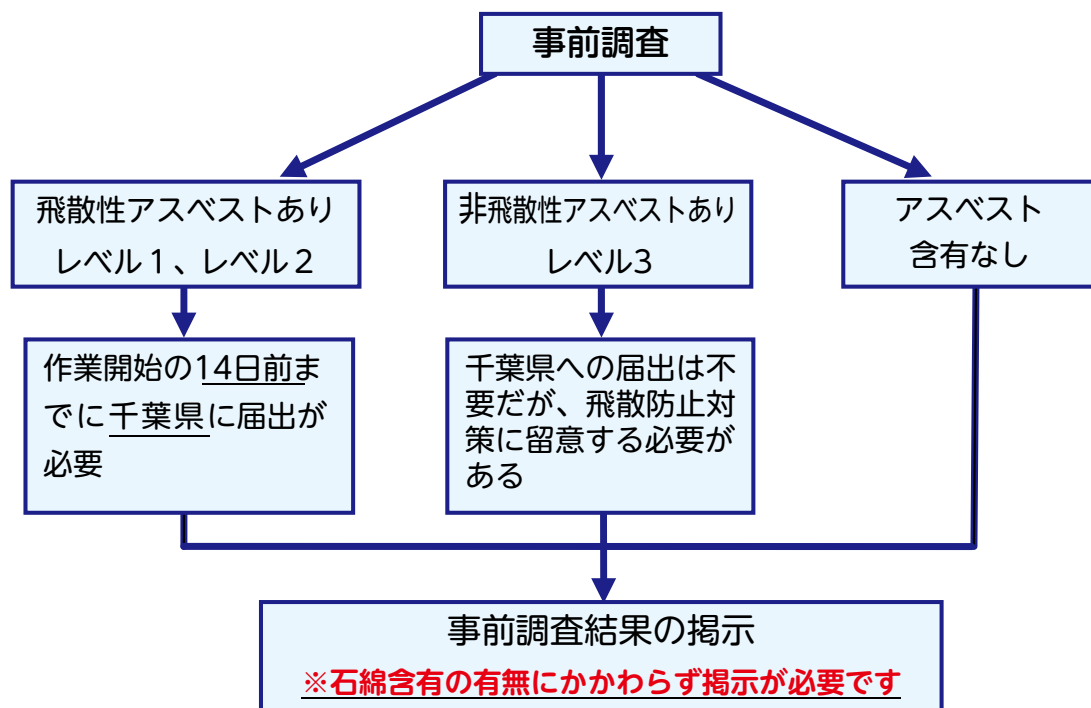 事前調査
飛散性アスベストあり
レベル１、レベル２
非飛散性アスベストあり
レベル3
アスベスト
含有なし
作業開始の14日前ま
でに千葉県に届出が
必要
千葉県への届出は不
要だが、飛散防止対
策に留意する必要が
ある
事前調査結果の掲示
※石綿含有の有無にかかわらず掲示が必要です